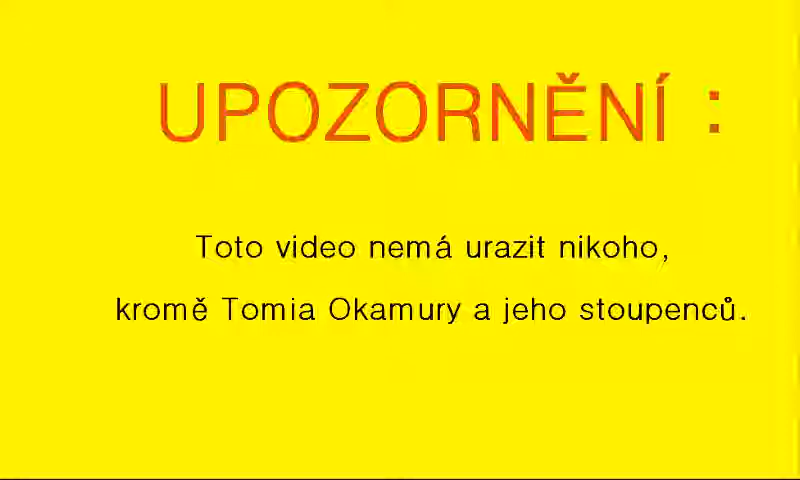 UPOZORNĚNÍ :
Toto video nemá urazit nikoho,
kromě Tomia Okamury a jeho stoupenců.